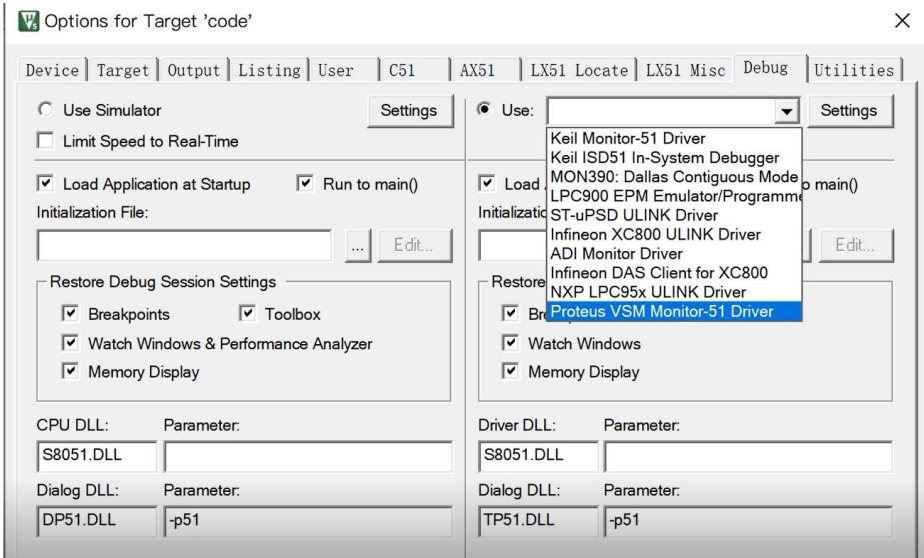 Options for Target 'code'
Device Target Output Listing User C51 AX51 LX51 Locate LX51 Misc Debug Utilities
Use Simulator
Settings
Limit Speed to Real-Time
Load Application at Startup
Run to main()
Initialization File:
...
Edit...
Restore Debug Session Settings
Breakpoints
Toolbox
Watch Windows & Performance Analyzer
Memory Display
CPU DLL:
Parameter:
S8051.DLL
Dialog DLL:
Parameter:
DP51.DLL
-p51
Use:
Settings
Keil Monitor-51 Driver
Keil ISD51 In-System Debugger
MON390: Dallas Contiguous Mode
LPC900 EPM Emulator/Programme
ST-uPSD ULINK Driver
Infineon XC800 ULINK Driver
ADI Monitor Driver
Infineon DAS Client for XC800
NXP LPC95x ULINK Driver
Proteus VSM Monitor-51 Driver
Load
main()
Edit...
Restore
Watch Windows
Memory Display
Driver DLL:
Parameter:
S8051.DLL
Dialog DLL:
Parameter:
TP51.DLL
-p51